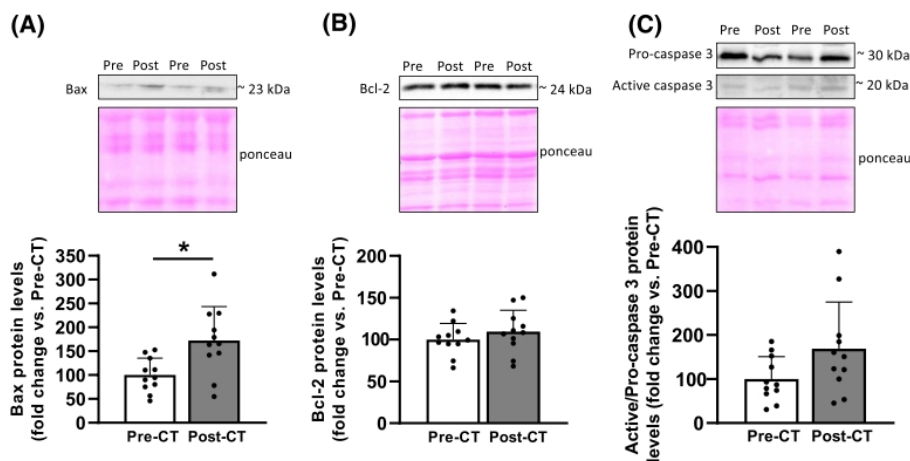 (A)
Pre Post Pre Post
Bax
~ 23 kDa
ponceau
Bax protein levels
(fold change vs. Pre-CT)
350
300
250
200
150
100
50
0
*
Pre-CT Post-CT
(B)
Pre Post Pre Post
Bcl-2
~ 24 kDa
ponceau
Bcl-2 protein levels
(fold change vs. Pre-CT)
200
150
100
50
0
Pre-CT Post-CT
(C)
Pre Post Pre Post
Pro-caspase 3
~ 30 kDa
Active caspase 3
~ 20 kDa
ponceau
Active/Pro-caspase 3 protein
levels (fold change vs. Pre-CT)
400
300
200
100
0
Pre-CT Post-CT